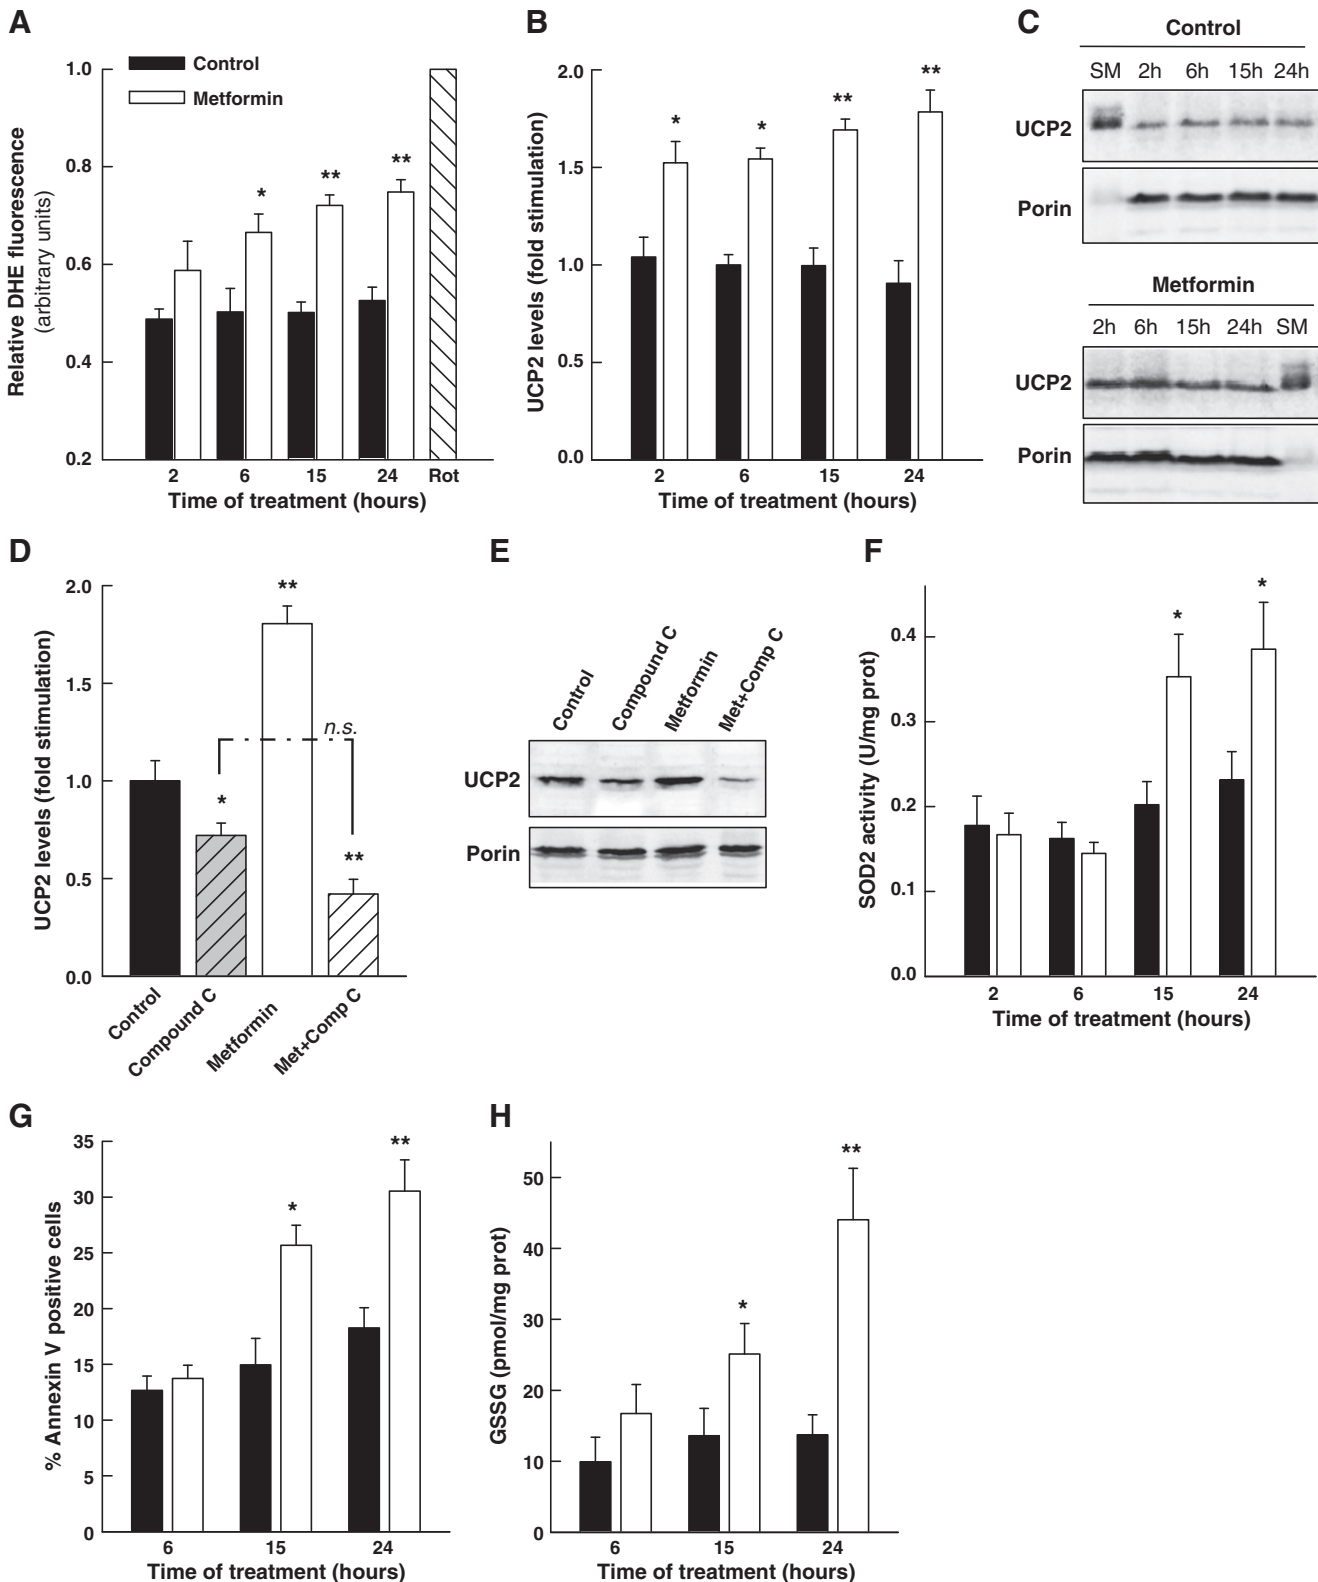 A
Control
Metformin
Relative DHE fluorescence
(arbitrary units)
1.0
0.8
0.6
0.4
0.2
*
**
**
2 6 15 24 Rot
Time of treatment (hours)
B
UCP2 levels (fold stimulation)
2.0
1.5
1.0
0.5
0.0
*
*
**
**
2 6 15 24
Time of treatment (hours)
C
Control
SM 2h 6h 15h 24h
UCP2
Porin
Metformin
2h 6h 15h 24h SM
UCP2
Porin
D
UCP2 levels (fold stimulation)
2.0
1.5
1.0
0.5
0.0
**
n.s.
*
**
Control
Compound C
Metformin
Met+Comp C
E
Control
Compound C
Metformin
Met+Comp C
UCP2
Porin
F
SOD2 activity (U/mg prot)
0.4
0.3
0.2
0.1
0.0
*
*
2 6 15 24
Time of treatment (hours)
G
% Annexin V positive cells
35
30
25
20
15
10
5
0
*
**
6 15 24
Time of treatment (hours)
H
GSSG (pmol/mg prot)
50
40
30
20
10
0
*
**
6 15 24
Time of treatment (hours)